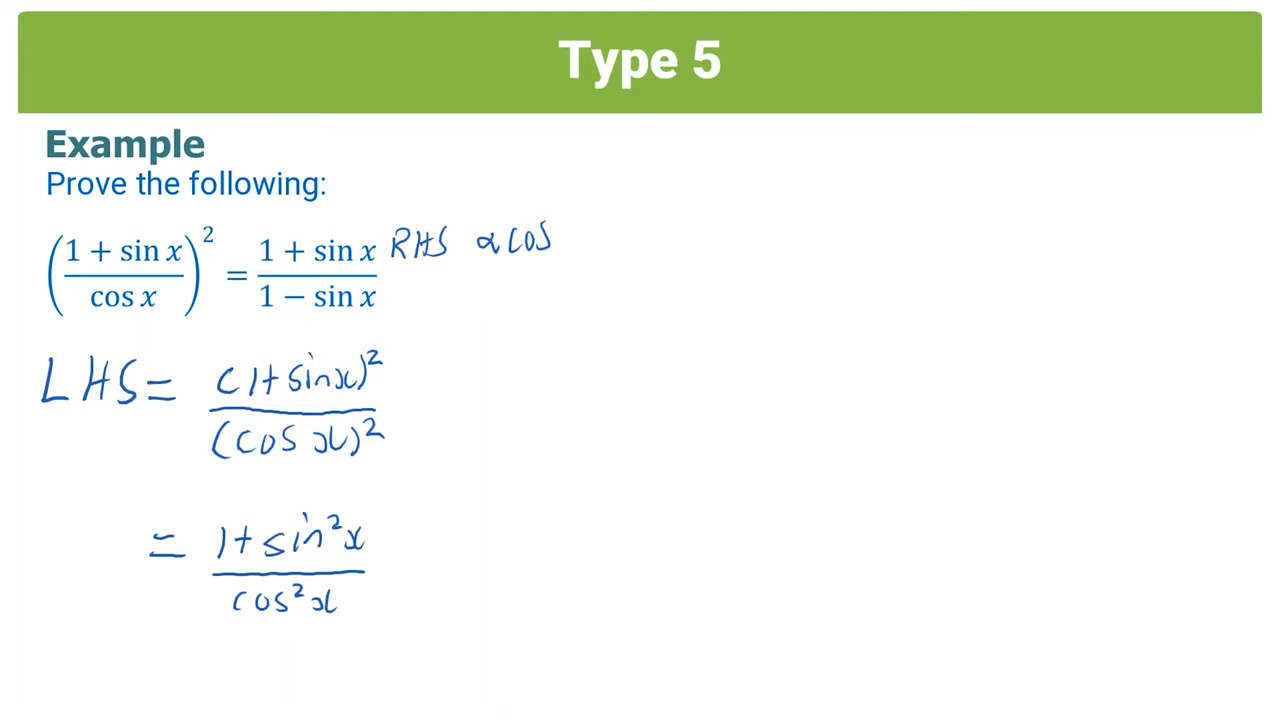 Type 5
Example
Prove the following:
(1 + sin x / cos x)² = 1 + sin x / 1 − sin x RHS α COS
LHS = (1+sinx)² / (cos x)²
= 1+sin²x / cos²x